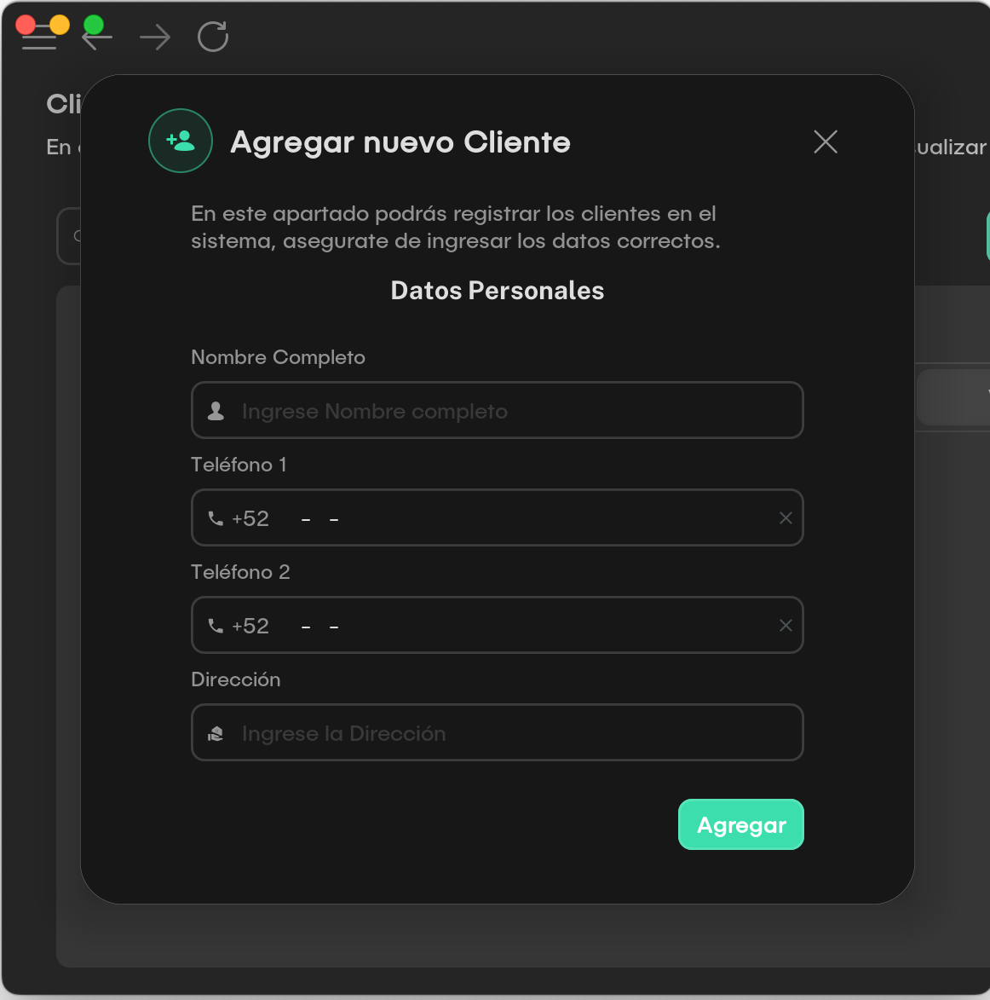 Agregar nuevo Cliente
En este apartado podrás registrar los clientes en el
sistema, asegurate de ingresar los datos correctos.
Datos Personales
Nombre Completo
Ingrese Nombre completo
Teléfono 1
+52 - -
Teléfono 2
+52 - -
Dirección
Ingrese la Dirección
Agregar
Cli
En
ualizar